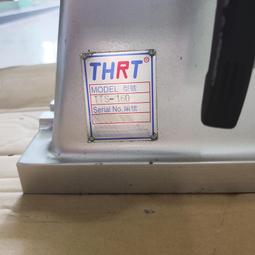 THRT®
MODEL 型號
TTS-160
Serial No. 編號